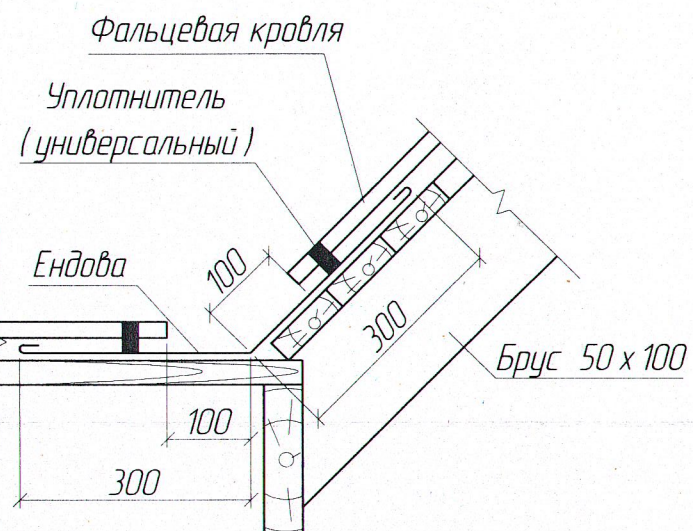 Фальцевая кровля
Уплотнитель
(универсальный)
Ендова
100
300
Брус 50 х 100
100
300